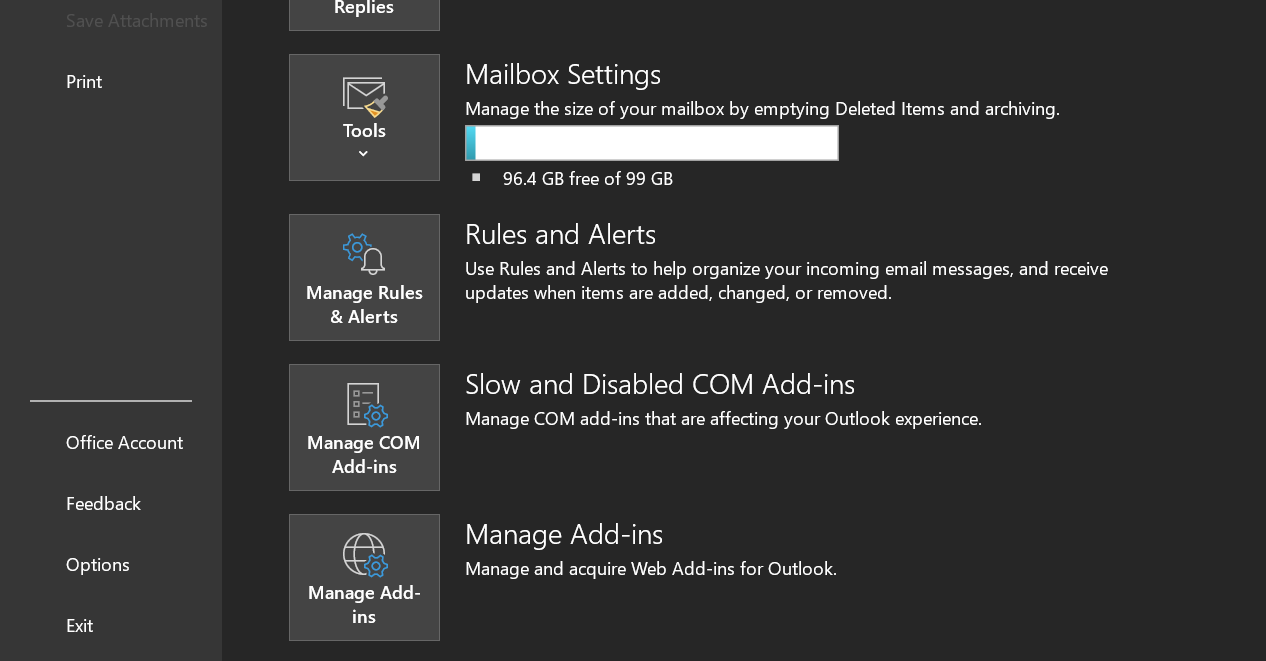 Save Attachments
Print
Office Account
Feedback
Options
Exit
Replies
Tools
Mailbox Settings
Manage the size of your mailbox by emptying Deleted Items and archiving.
96.4 GB free of 99 GB
Manage Rules
& Alerts
Rules and Alerts
Use Rules and Alerts to help organize your incoming email messages, and receive
updates when items are added, changed, or removed.
Manage COM
Add-ins
Slow and Disabled COM Add-ins
Manage COM add-ins that are affecting your Outlook experience.
Manage Add-
ins
Manage Add-ins
Manage and acquire Web Add-ins for Outlook.